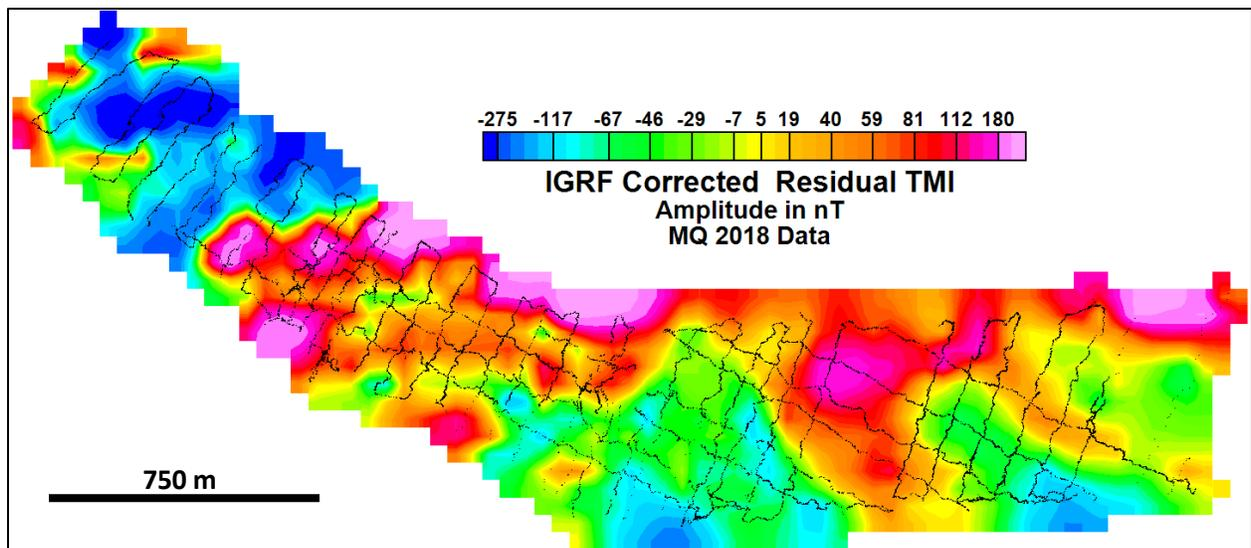 -275 -117 -67 -46 -29 -7 5 19 40 59 81 112 180
IGRF Corrected Residual TMI
Amplitude in nT
MQ 2018 Data
750 m